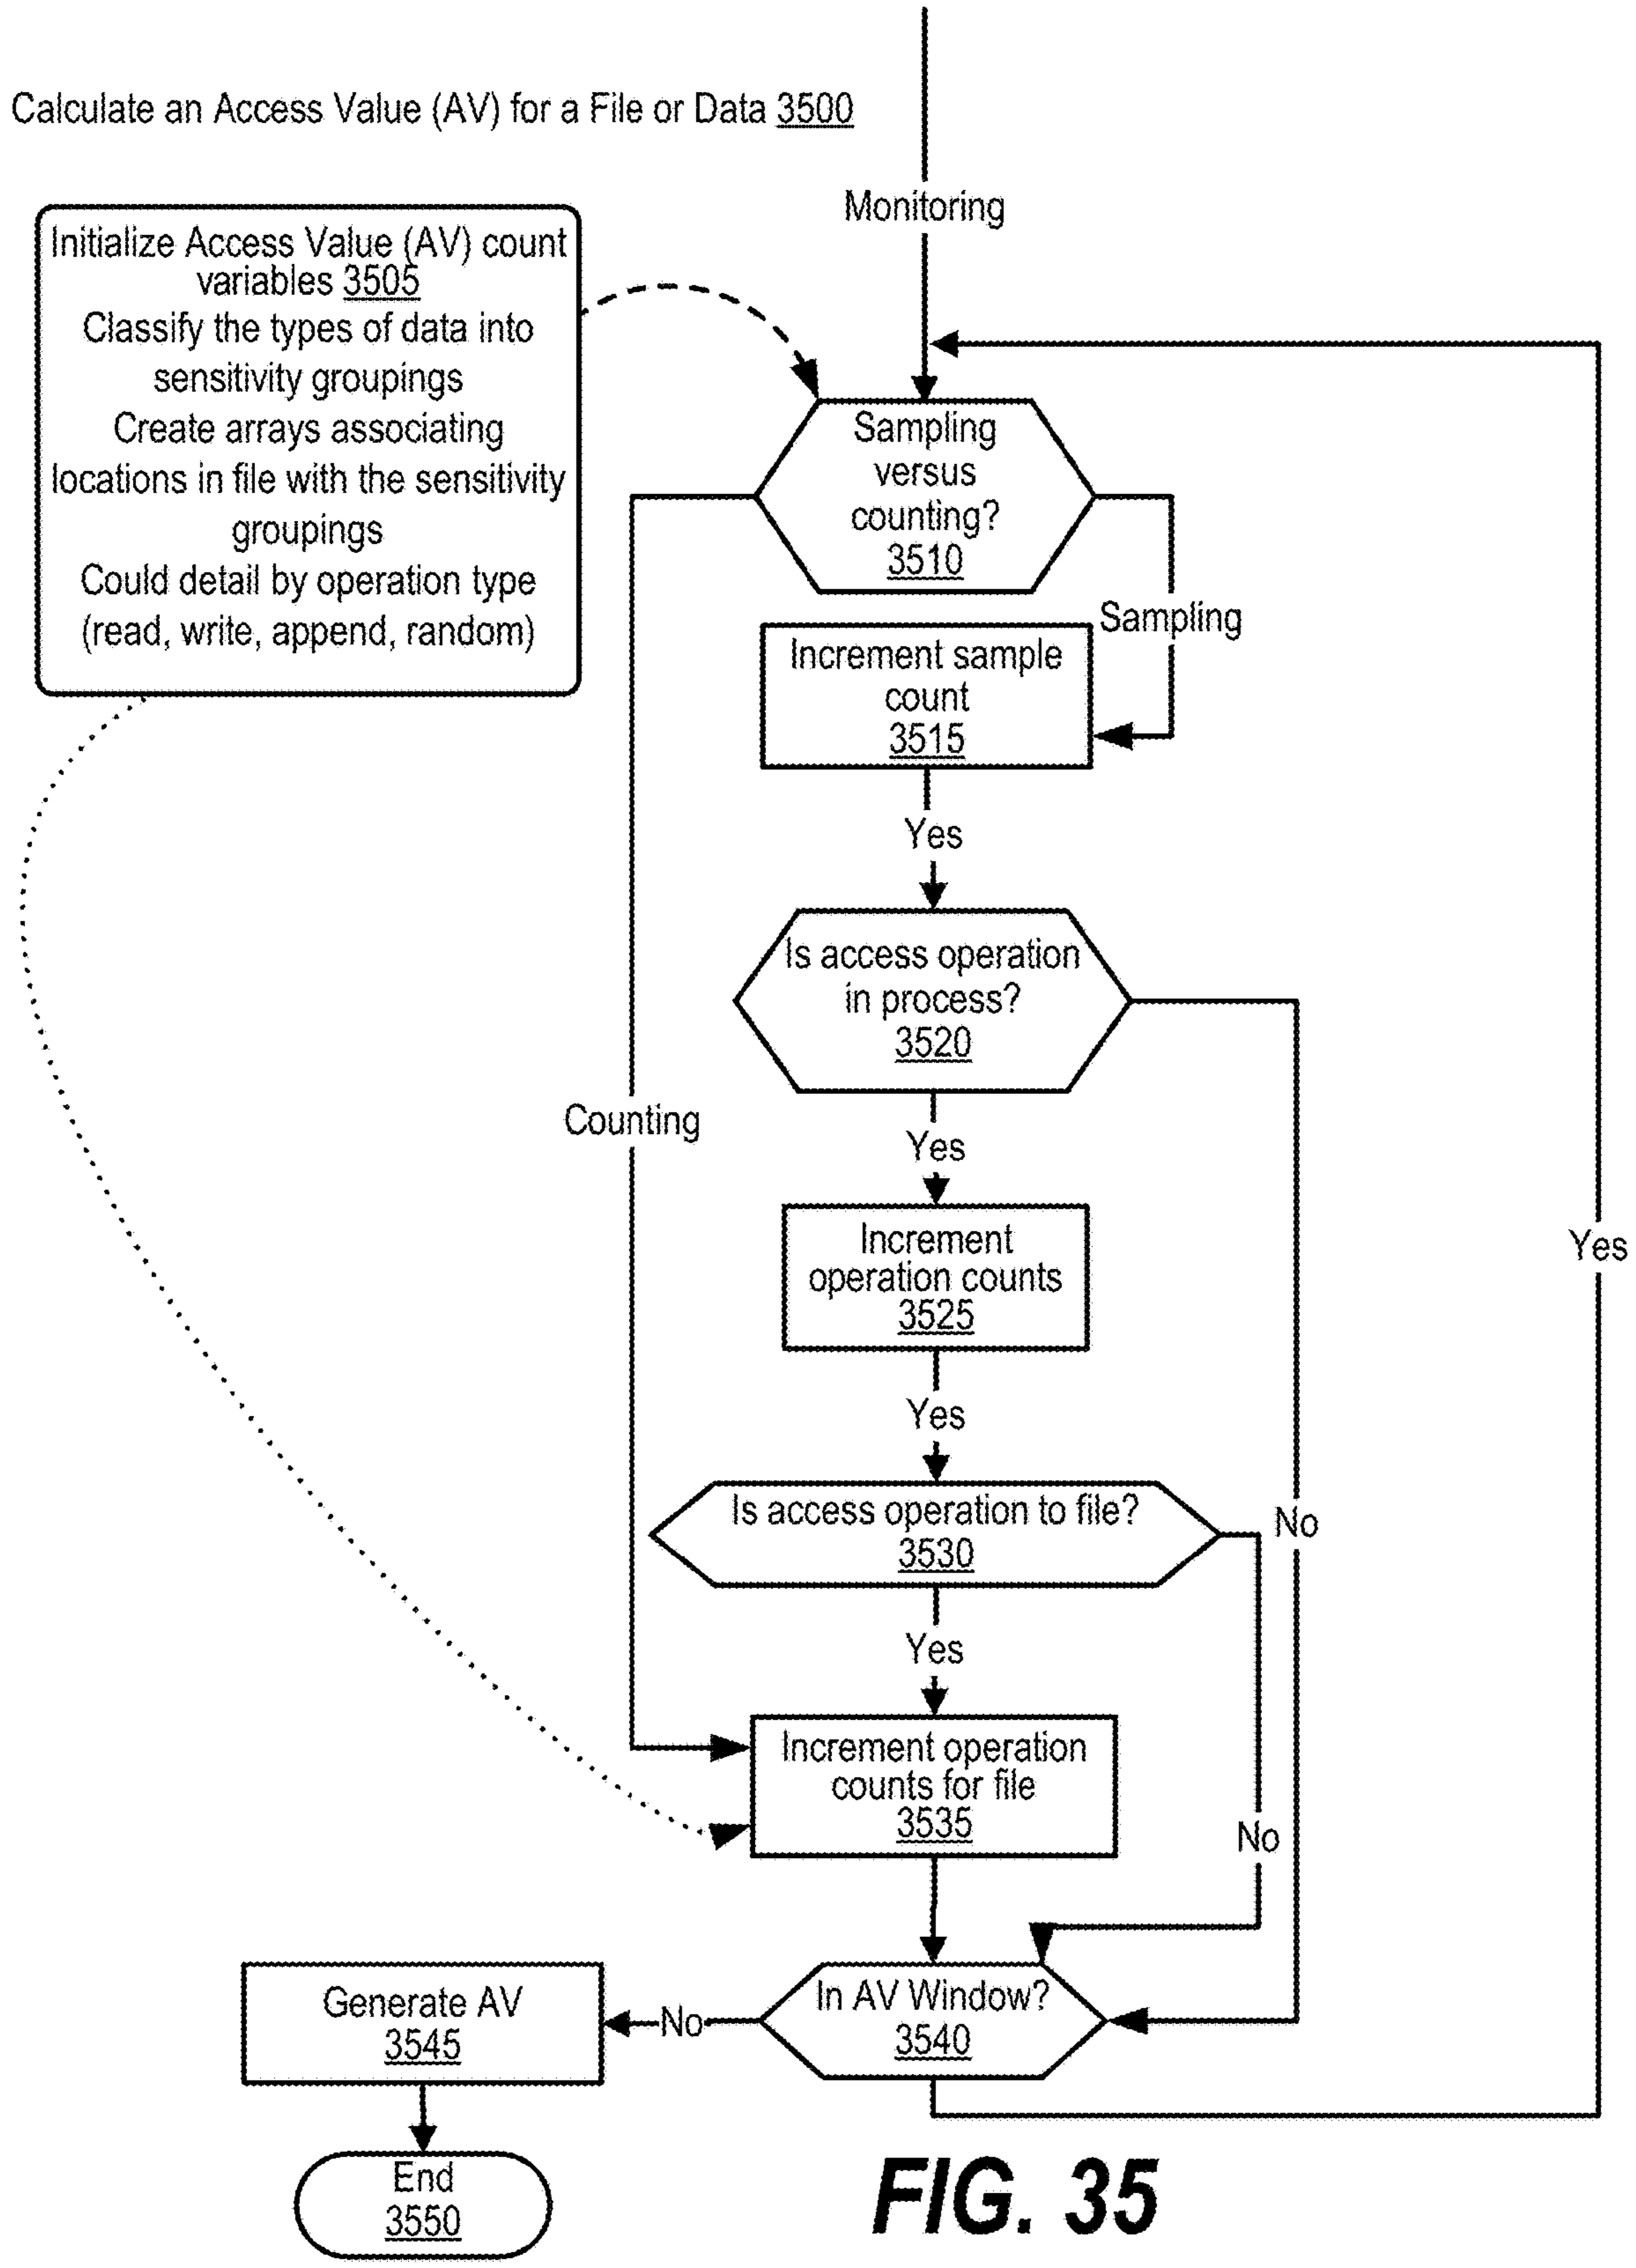 Calculate an Access Value (AV) for a File or Data 3500
Monitoring
Initialize Access Value (AV) count
variables 3505
Classify the types of data into
sensitivity groupings
Create arrays associating
locations in file with the sensitivity
groupings
Could detail by operation type
(read, write, append, random)
Sampling
versus
counting?
3510
Sampling
Increment sample
count
3515
Yes
Is access operation
in process?
3520
Counting
Yes
Increment
operation counts
3525
Yes
Yes
Is access operation to file?
3530
No
Yes
Increment operation
counts for file
3535
No
In AV Window?
3540
No
Generate AV
3545
End
3550
FIG. 35